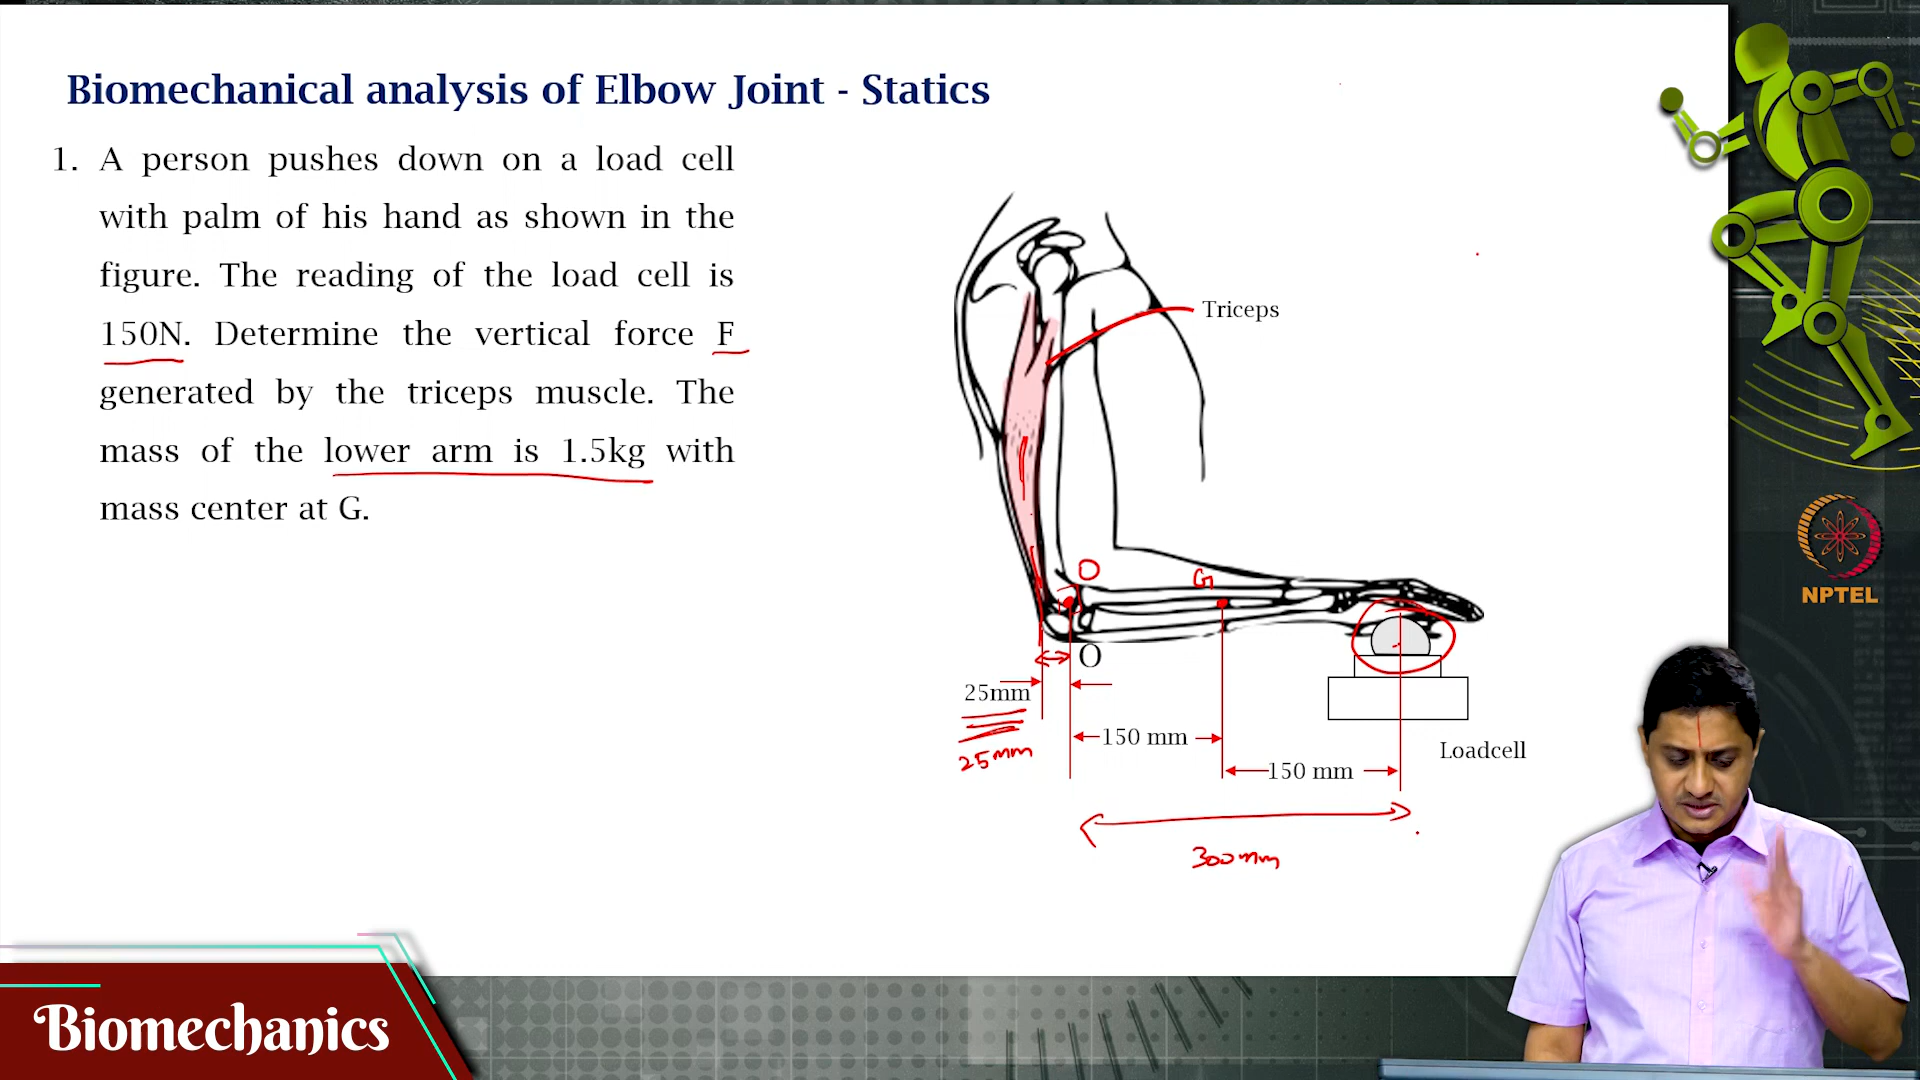 Biomechanical analysis of Elbow Joint - Statics
1. A person pushes down on a load cell
with palm of his hand as shown in the
figure. The reading of the load cell is
150N. Determine the vertical force F
generated by the triceps muscle. The
mass of the lower arm is 1.5kg with
mass center at G.
Triceps
O
G
O
25mm
25mm
150 mm
150 mm
Loadcell
300mm
NPTEL
Biomechanics